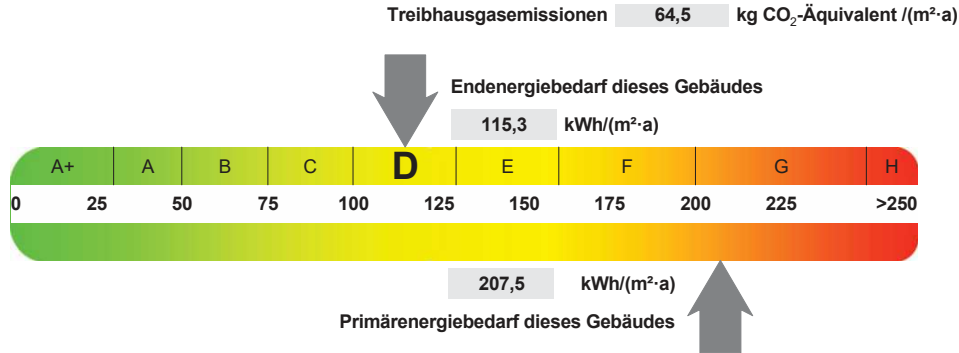 Treibhausgasemissionen 64,5 kg CO₂-Äquivalent /(m²·a)
Endenergiebedarf dieses Gebäudes
115,3 kWh/(m²·a)
A+ A B C D E F G H
0 25 50 75 100 125 150 175 200 225 >250
207,5 kWh/(m²·a)
Primärenergiebedarf dieses Gebäudes